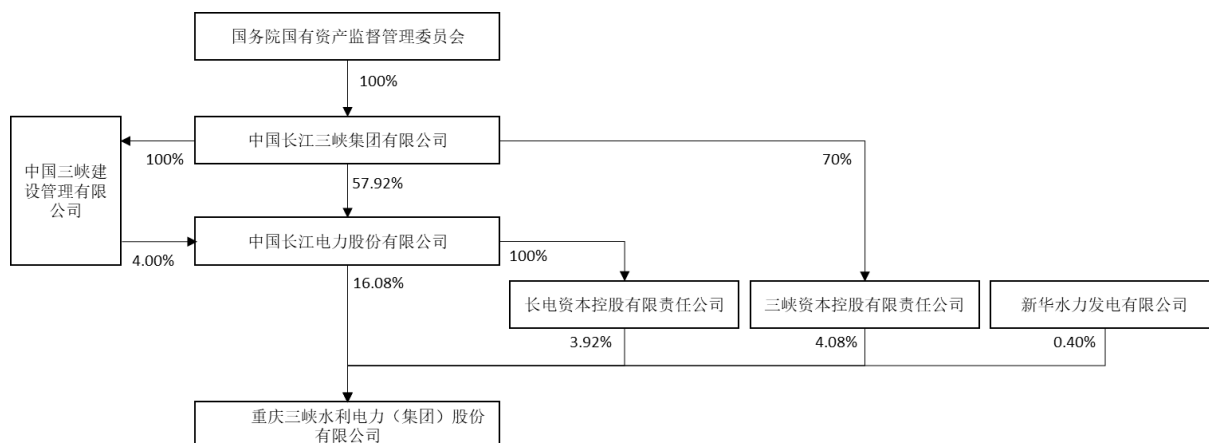 国务院国有资产监督管理委员会
100%
中国长江三峡集团有限公司
100%
70%
中国三峡建
设管理有限
公司
57.92%
中国长江电力股份有限公司
4.00%
100%
16.08%
长电资本控股有限责任公司
三峡资本控股有限责任公司
新华水力发电有限公司
3.92%
4.08%
0.40%
重庆三峡水利电力（集团）股份
有限公司